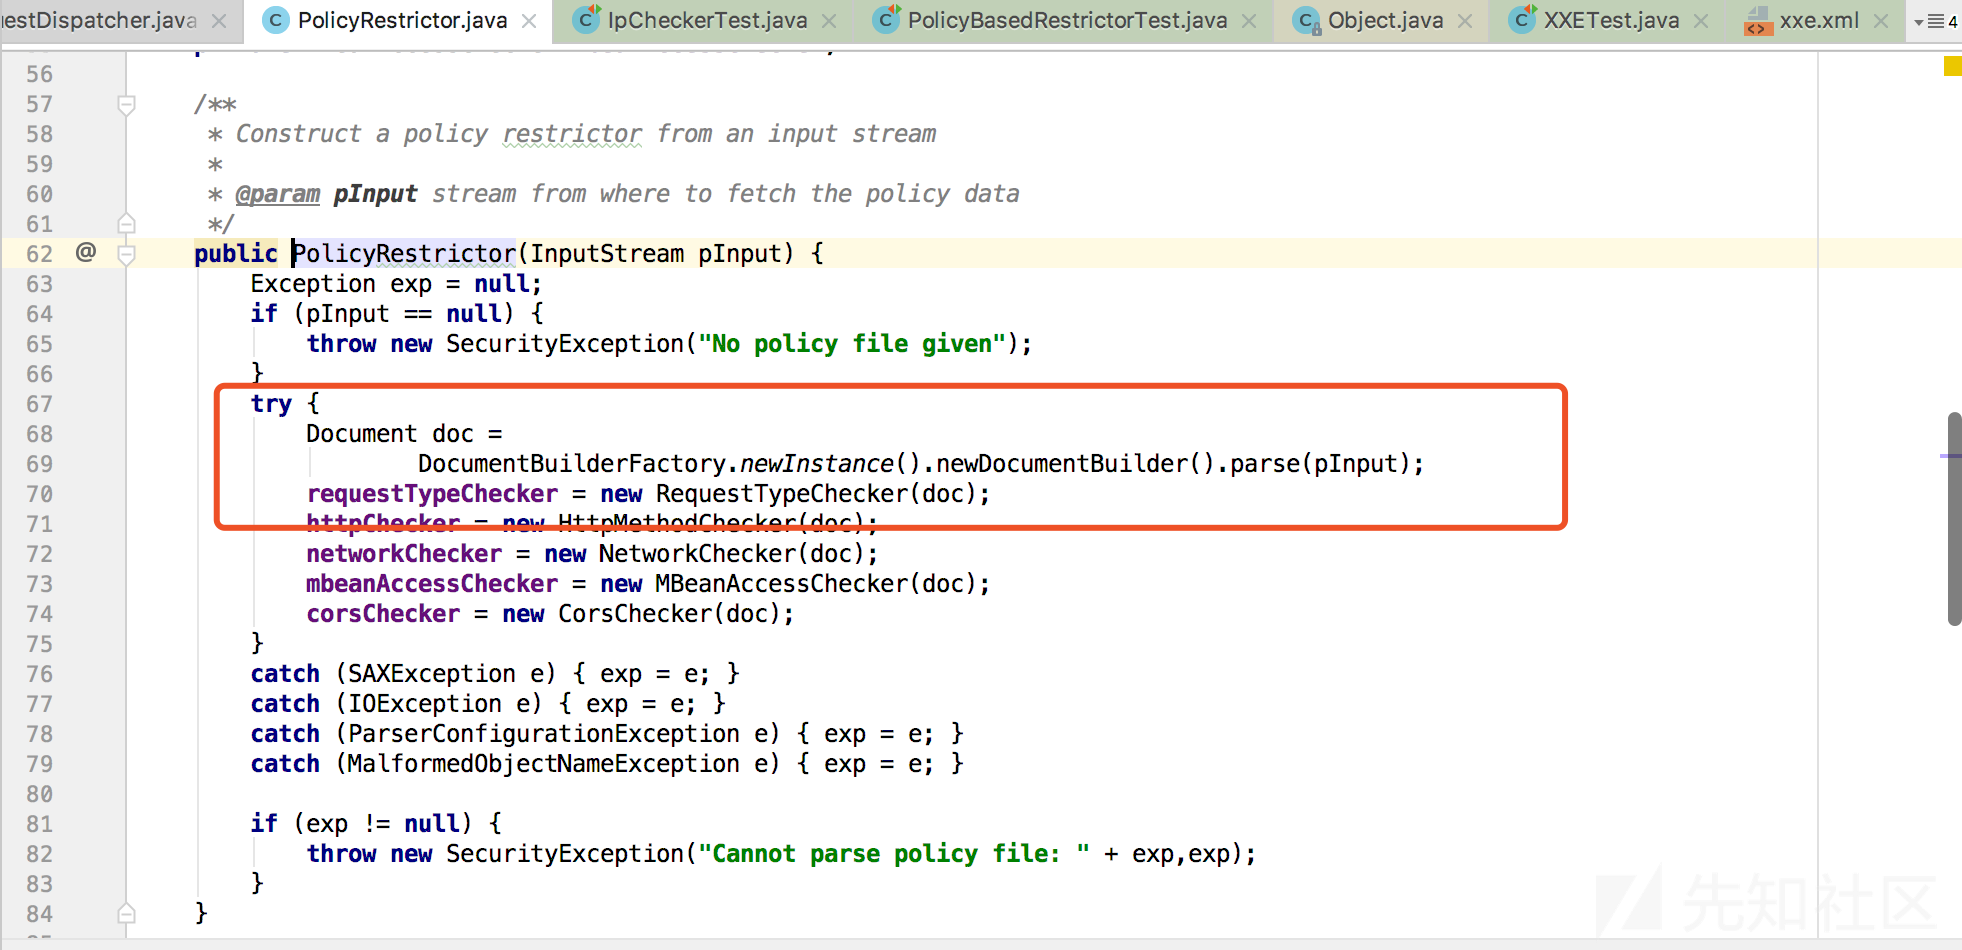 estDispatcher.java
PolicyRestrictor.java
IpCheckerTest.java
PolicyBasedRestrictorTest.java
Object.java
XXETest.java
xxe.xml
4
56
57 /**
58 * Construct a policy restrictor from an input stream
59 *
60 * @param pInput stream from where to fetch the policy data
61 */
62 @ public PolicyRestrictor(InputStream pInput) {
63 Exception exp = null;
64 if (pInput == null) {
65 throw new SecurityException("No policy file given");
66 }
67 try {
68 Document doc =
69 DocumentBuilderFactory.newInstance().newDocumentBuilder().parse(pInput);
70 requestTypeChecker = new RequestTypeChecker(doc);
71 httpChecker = new HttpMethodChecker(doc);
72 networkChecker = new NetworkChecker(doc);
73 mbeanAccessChecker = new MBeanAccessChecker(doc);
74 corsChecker = new CorsChecker(doc);
75 }
76 catch (SAXException e) { exp = e; }
77 catch (IOException e) { exp = e; }
78 catch (ParserConfigurationException e) { exp = e; }
79 catch (MalformedObjectNameException e) { exp = e; }
80
81 if (exp != null) {
82 throw new SecurityException("Cannot parse policy file: " + exp,exp);
83 }
84 }
先知社区